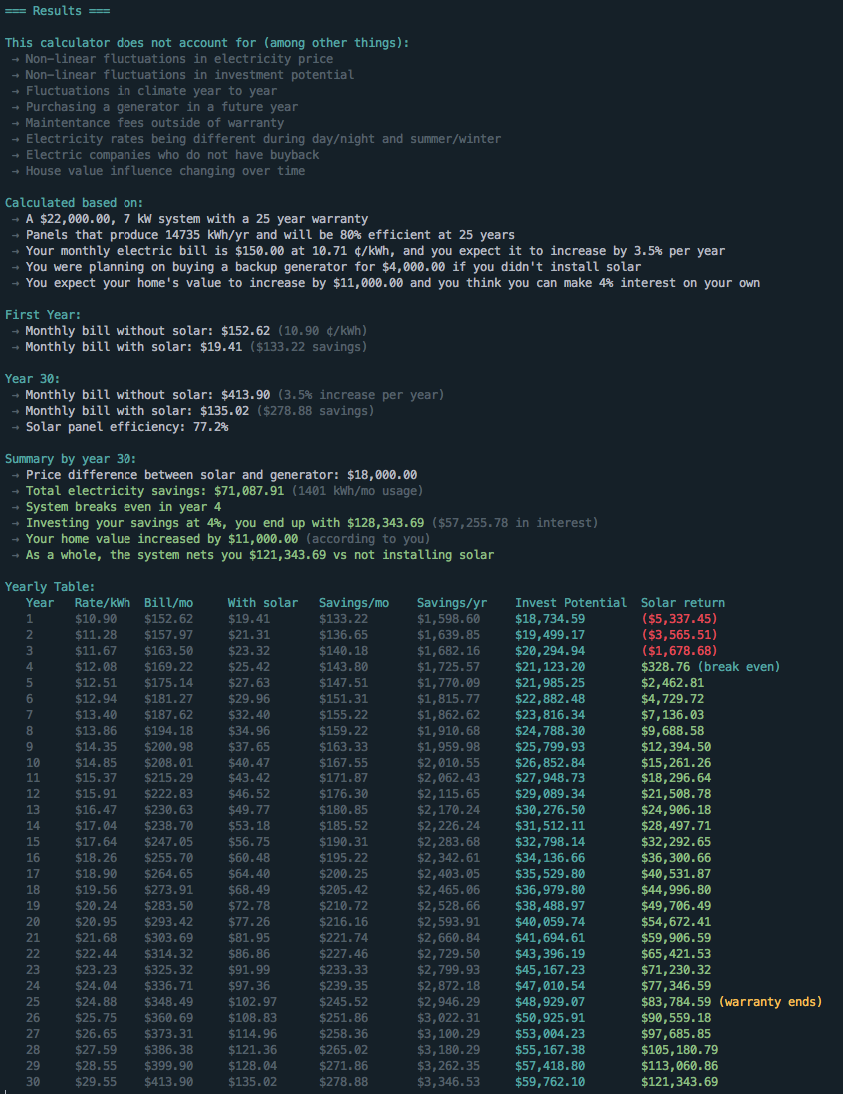 === Results ===
This calculator does not account for (among other things):
→ Non-linear fluctuations in electricity price
→ Non-linear fluctuations in investment potential
→ Fluctuations in climate year to year
→ Purchasing a generator in a future year
→ Maintentance fees outside of warranty
→ Electricity rates being different during day/night and summer/winter
→ Electric companies who do not have buyback
→ House value influence changing over time
Calculated based on:
→ A $22,000.00, 7 kW system with a 25 year warranty
→ Panels that produce 14735 kWh/yr and will be 80% efficient at 25 years
→ Your monthly electric bill is $150.00 at 10.71 ¢/kWh, and you expect it to increase by 3.5% per year
→ You were planning on buying a backup generator for $4,000.00 if you didn't install solar
→ You expect your home's value to increase by $11,000.00 and you think you can make 4% interest on your own
First Year:
→ Monthly bill without solar: $152.62 (10.90 ¢/kWh)
→ Monthly bill with solar: $19.41 ($133.22 savings)
Year 30:
→ Monthly bill without solar: $413.90 (3.5% increase per year)
→ Monthly bill with solar: $135.02 ($278.88 savings)
→ Solar panel efficiency: 77.2%
Summary by year 30:
→ Price difference between solar and generator: $18,000.00
→ Total electricity savings: $71,087.91 (1401 kWh/mo usage)
→ System breaks even in year 4
→ Investing your savings at 4%, you end up with $128,343.69 ($57,255.78 in interest)
→ Your home value increased by $11,000.00 (according to you)
→ As a whole, the system nets you $121,343.69 vs not installing solar
Yearly Table:
Year Rate/kWh Bill/mo With solar Savings/mo Savings/yr Invest Potential Solar return
1 $10.90 $152.62 $19.41 $133.22 $1,598.60 $18,734.59 ($5,337.45)
2 $11.28 $157.97 $21.31 $136.65 $1,639.85 $19,499.17 ($3,565.51)
3 $11.67 $163.50 $23.32 $140.18 $1,682.16 $20,294.94 ($1,678.68)
4 $12.08 $169.22 $25.42 $143.80 $1,725.57 $21,123.20 $328.76 (break even)
5 $12.51 $175.14 $27.63 $147.51 $1,770.09 $21,985.25 $2,462.81
6 $12.94 $181.27 $29.96 $151.31 $1,815.77 $22,882.48 $4,729.72
7 $13.40 $187.62 $32.40 $155.22 $1,862.62 $23,816.34 $7,136.03
8 $13.86 $194.18 $34.96 $159.22 $1,910.68 $24,788.30 $9,688.58
9 $14.35 $200.98 $37.65 $163.33 $1,959.98 $25,799.93 $12,394.50
10 $14.85 $208.01 $40.47 $167.55 $2,010.55 $26,852.84 $15,261.26
11 $15.37 $215.29 $43.42 $171.87 $2,062.43 $27,948.73 $18,296.64
12 $15.91 $222.83 $46.52 $176.30 $2,115.65 $29,089.34 $21,508.78
13 $16.47 $230.63 $49.77 $180.85 $2,170.24 $30,276.50 $24,906.18
14 $17.04 $238.70 $53.18 $185.52 $2,226.24 $31,512.11 $28,497.71
15 $17.64 $247.05 $56.75 $190.31 $2,283.68 $32,798.14 $32,292.65
16 $18.26 $255.70 $60.48 $195.22 $2,342.61 $34,136.66 $36,300.66
17 $18.90 $264.65 $64.40 $200.25 $2,403.05 $35,529.80 $40,531.87
18 $19.56 $273.91 $68.49 $205.42 $2,465.06 $36,979.80 $44,996.80
19 $20.24 $283.50 $72.78 $210.72 $2,528.66 $38,488.97 $49,706.49
20 $20.95 $293.42 $77.26 $216.16 $2,593.91 $40,059.74 $54,672.41
21 $21.68 $303.69 $81.95 $221.74 $2,660.84 $41,694.61 $59,906.59
22 $22.44 $314.32 $86.86 $227.46 $2,729.50 $43,396.19 $65,421.53
23 $23.23 $325.32 $91.99 $233.33 $2,799.93 $45,167.23 $71,230.32
24 $24.04 $336.71 $97.36 $239.35 $2,872.18 $47,010.54 $77,346.59
25 $24.88 $348.49 $102.97 $245.52 $2,946.29 $48,929.07 $83,784.59 (warranty ends)
26 $25.75 $360.69 $108.83 $251.86 $3,022.31 $50,925.91 $90,559.18
27 $26.65 $373.31 $114.96 $258.36 $3,100.29 $53,004.23 $97,685.85
28 $27.59 $386.38 $121.36 $265.02 $3,180.29 $55,167.38 $105,180.79
29 $28.55 $399.90 $128.04 $271.86 $3,262.35 $57,418.80 $113,060.86
30 $29.55 $413.90 $135.02 $278.88 $3,346.53 $59,762.10 $121,343.69